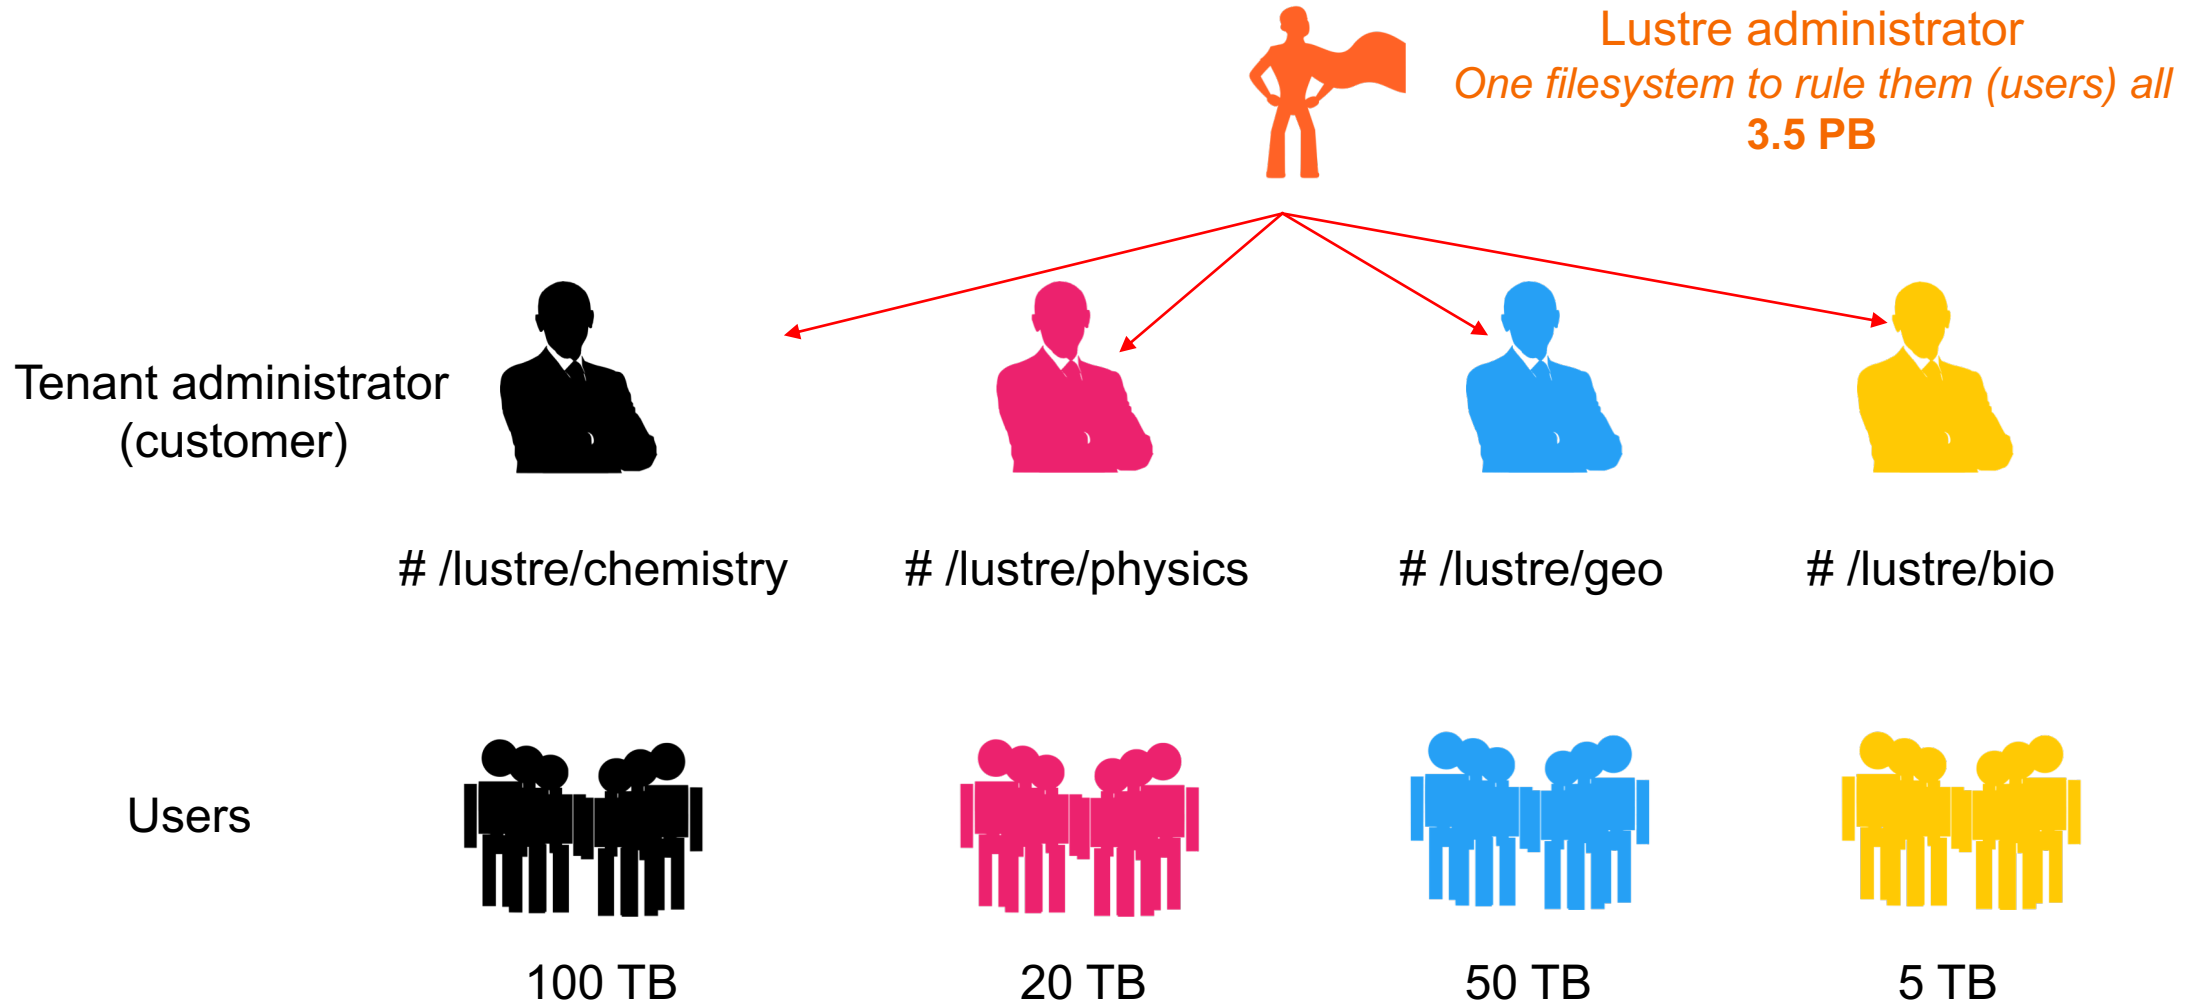 Lustre administrator
One filesystem to rule them (users) all
3.5 PB
Tenant administrator
(customer)
# /lustre/chemistry
# /lustre/physics
# /lustre/geo
# /lustre/bio
Users
100 TB
20 TB
50 TB
5 TB